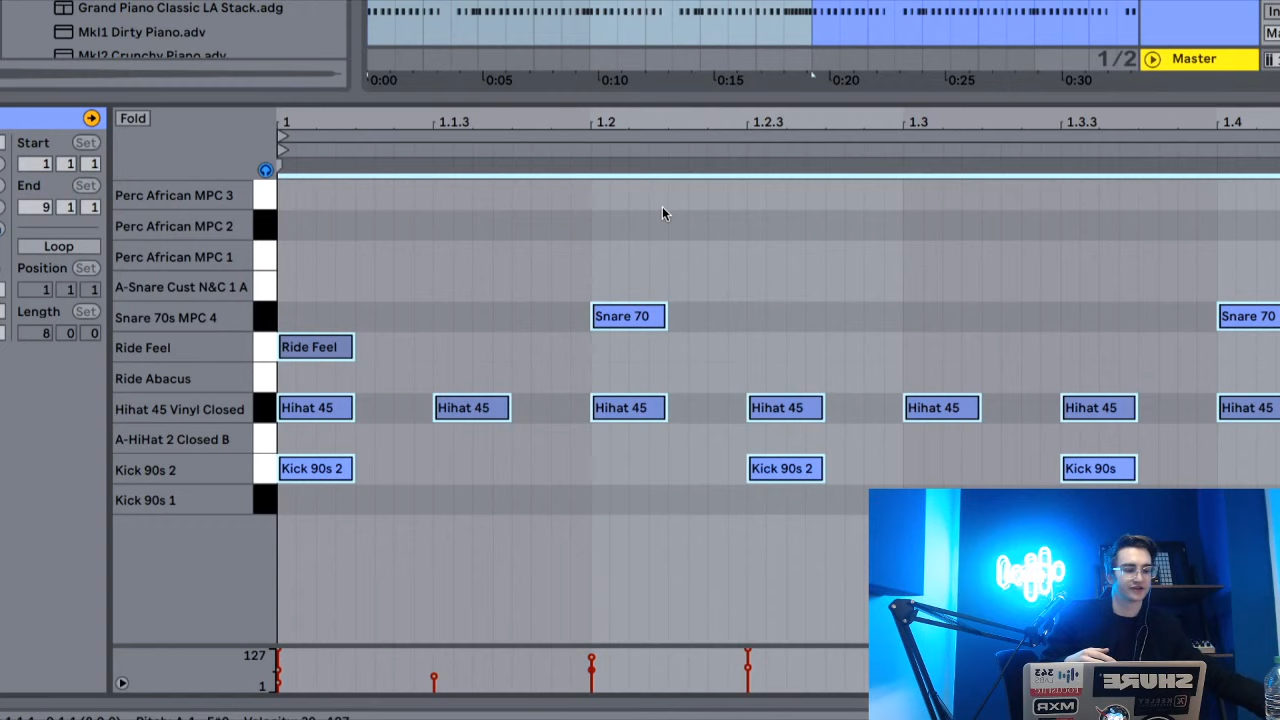 Grand Piano Classic LA Stack.adg
MkI1 Dirty Piano.adv
MkI2 Crunchy Piano.adv
1/2
Master
0:00 0:05 0:10 0:15 0:20 0:25 0:30
Fold
1 1.1.3 1.2 1.2.3 1.3 1.3.3 1.4
Start Set
1 1 1
End Set
9 1 1
Loop
Position Set
1 1 1
Length Set
8 0 0
Perc African MPC 3
Perc African MPC 2
Perc African MPC 1
A-Snare Cust N&C 1 A
Snare 70s MPC 4 Snare 70 Snare 70
Ride Feel Ride Feel
Ride Abacus
Hihat 45 Vinyl Closed Hihat 45 Hihat 45 Hihat 45 Hihat 45 Hihat 45 Hihat 45 Hihat 45
A-HiHat 2 Closed B
Kick 90s 2 Kick 90s 2 Kick 90s 2 Kick 90s
Kick 90s 1
127
1
SHURE
MXR